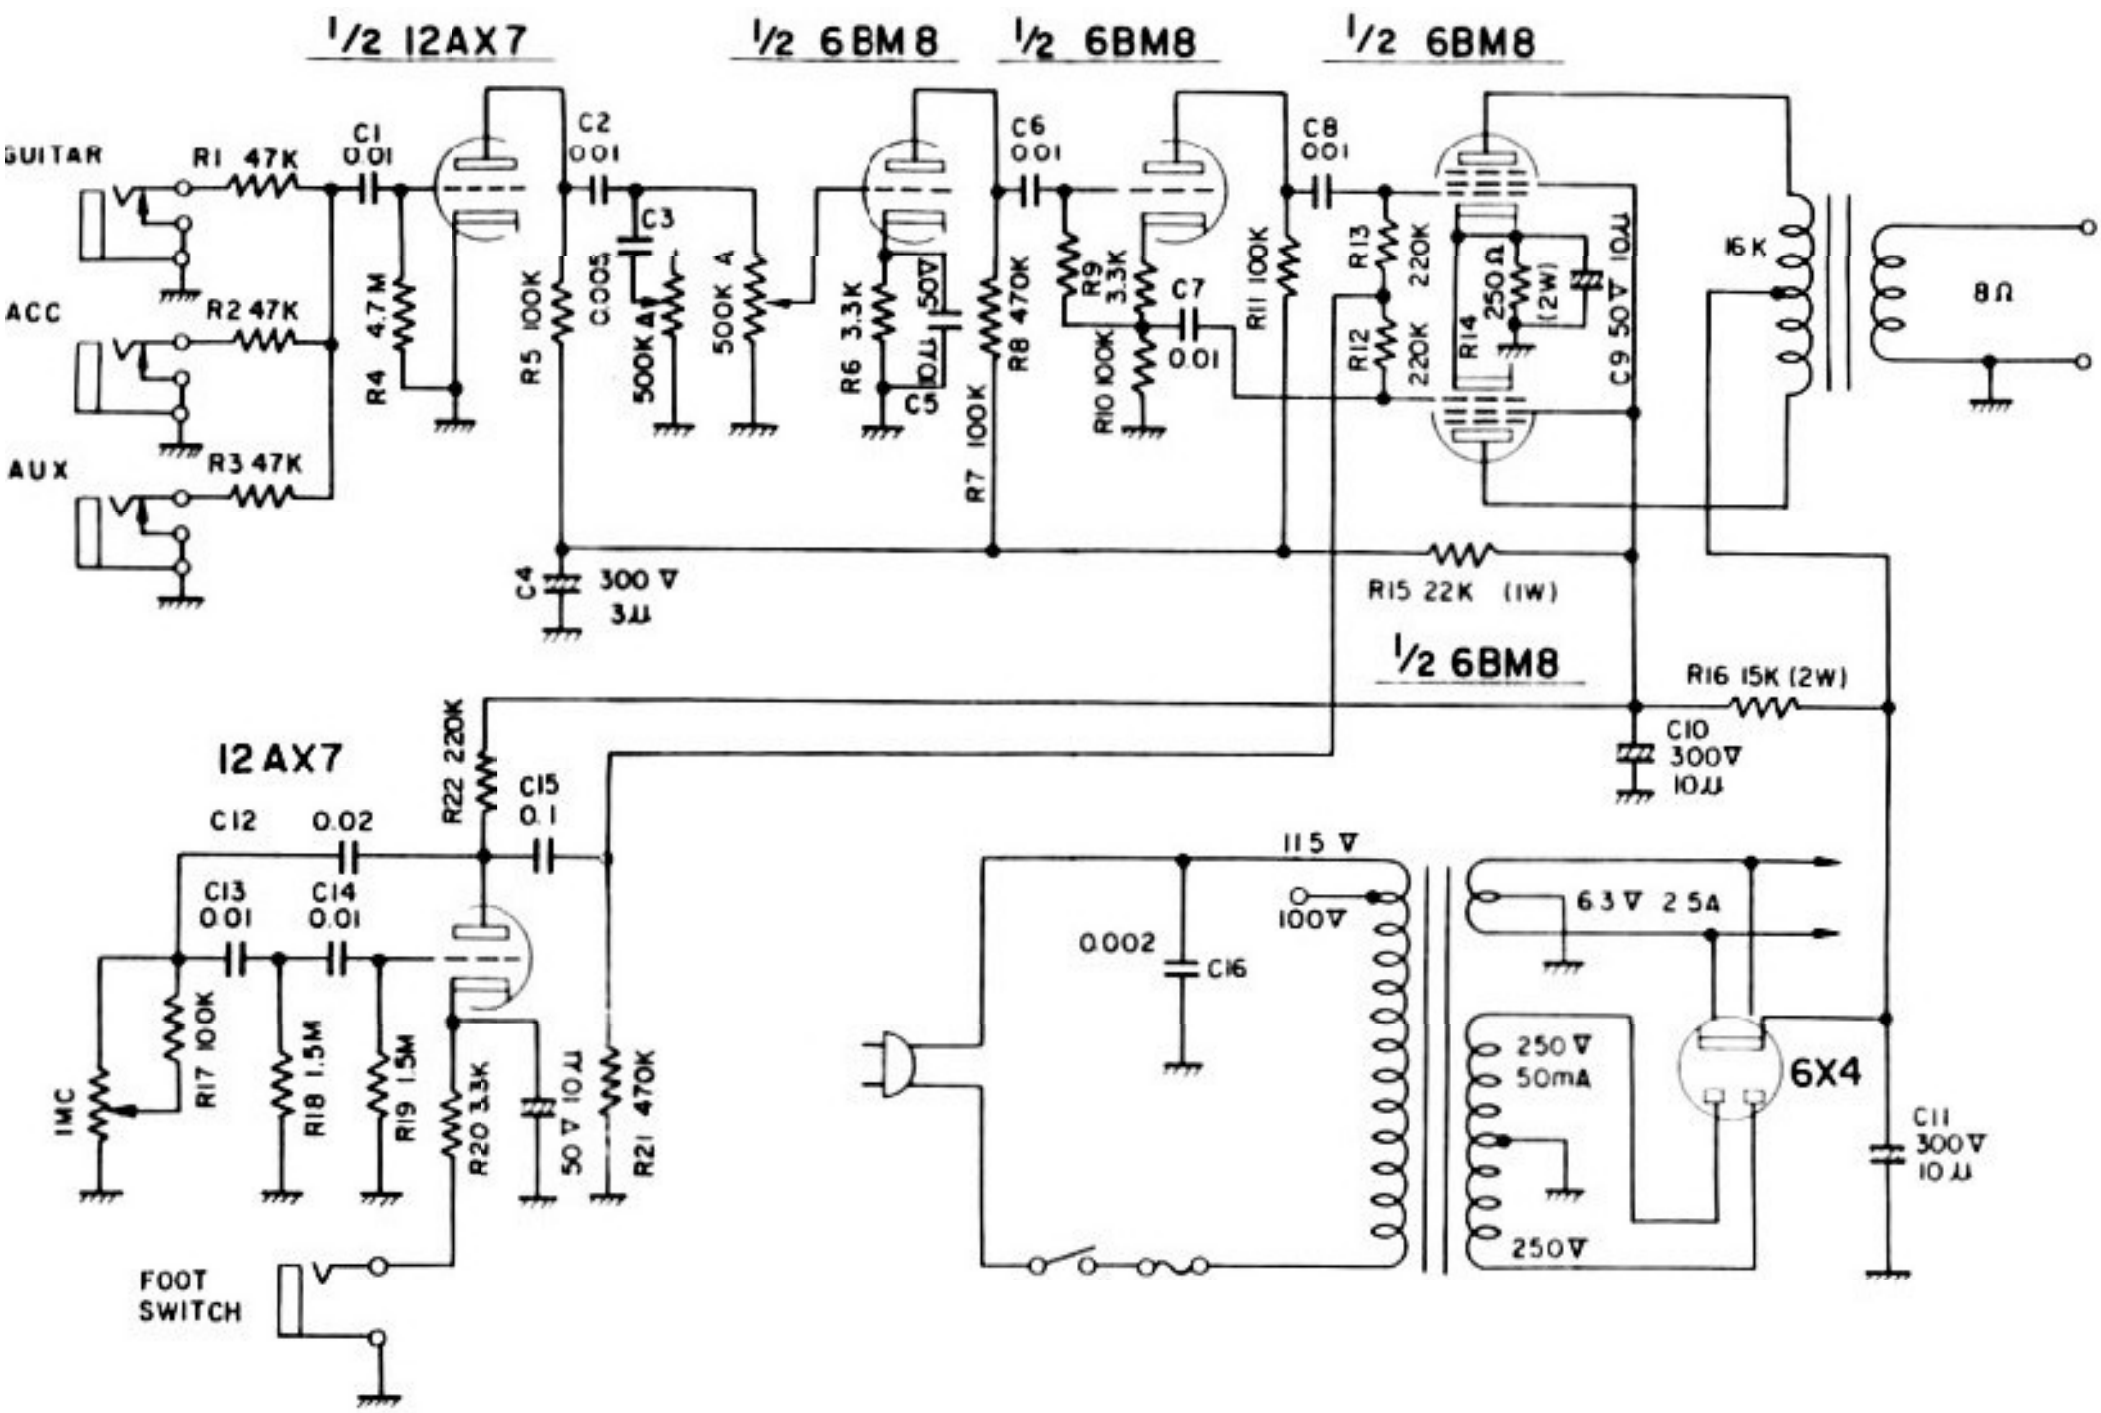 1/2 12AX7
1/2 6BM8
1/2 6BM8
1/2 6BM8
GUITAR
R1 47K
C1
0.01
C2
0.01
C3
0.005
C6
0.01
C8
0.01
ACC
R2 47K
R4 4.7M
R5 100K
500K A
500K A
R6 3.3K
10µ 50V
C5
R7 100K
R8 470K
R9
3.3K
C7
0.01
R10 100K
R11 100K
R13
220K
R12
220K
R14
250Ω
(2W)
C9 50V 10µ
16K
8Ω
AUX
R3 47K
C4
300V
3µ
R15 22K (1W)
1/2 6BM8
R16 15K (2W)
C10
300V
10µ
12AX7
R22 220K
C15
0.1
C12
0.02
C13
0.01
C14
0.01
1MC
R17 100K
R18 1.5M
R19 1.5M
R20 3.3K
50V 10µ
R21 470K
FOOT
SWITCH
115V
100V
0.002
C16
6.3V 2.5A
250V
50mA
250V
6X4
C11
300V
10µ